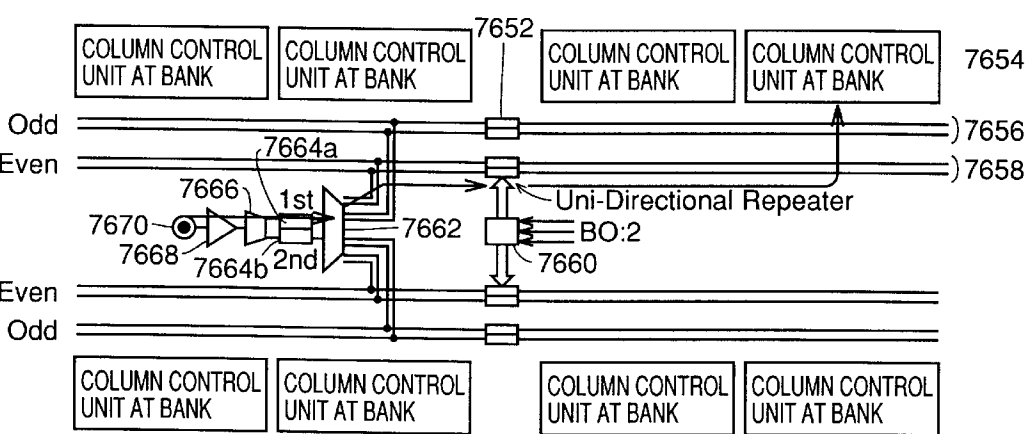 7652
COLUMN CONTROL
UNIT AT BANK
COLUMN CONTROL
UNIT AT BANK
COLUMN CONTROL
UNIT AT BANK
COLUMN CONTROL
UNIT AT BANK
7654
Odd
7656
Even
7664a
7658
7666
1st
Uni-Directional Repeater
7670
7662
BO:2
7668
7664b
2nd
7660
Even
Odd
COLUMN CONTROL
UNIT AT BANK
COLUMN CONTROL
UNIT AT BANK
COLUMN CONTROL
UNIT AT BANK
COLUMN CONTROL
UNIT AT BANK